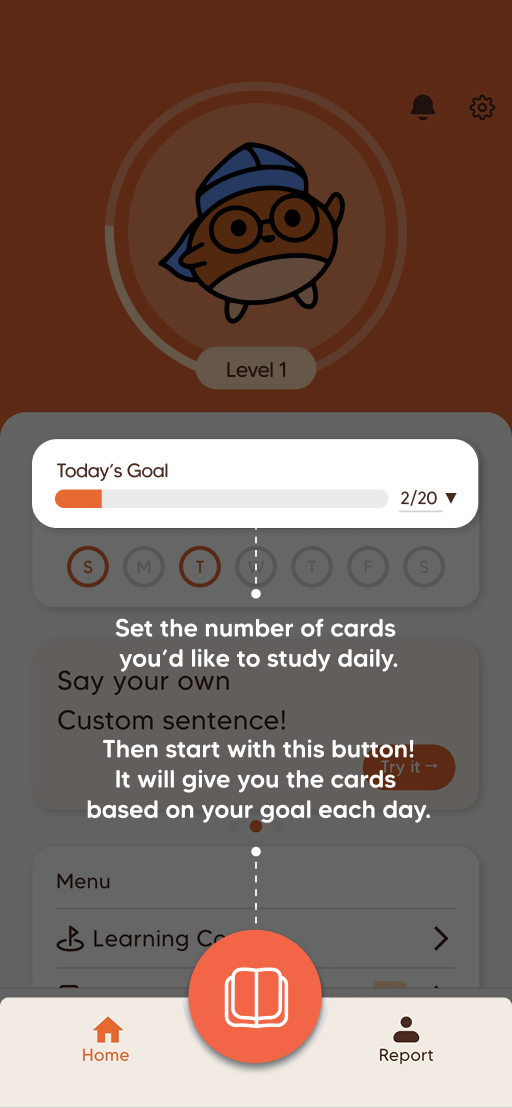 Level 1
Today's Goal
2/20 ▼
S M T W T F S
Set the number of cards
you'd like to study daily.
Say your own
Custom sentence!
Then start with this button!
Try it →
It will give you the cards
based on your goal each day.
Menu
Learning
Home
Report